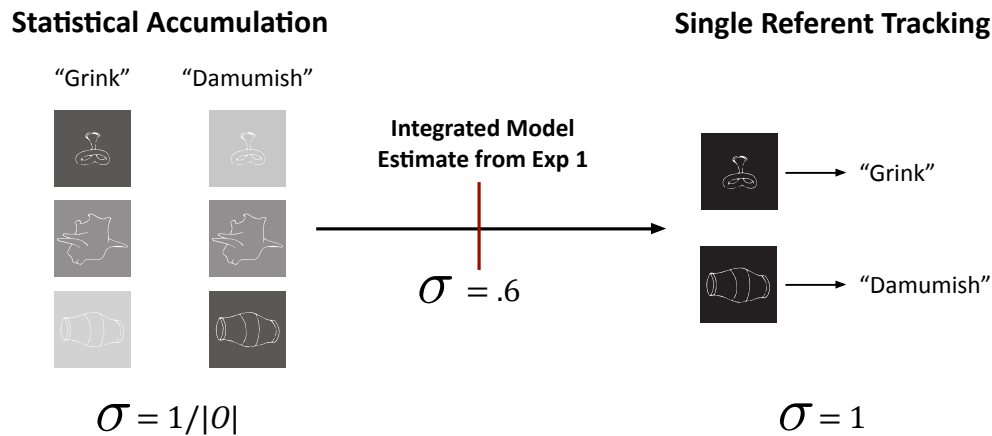 Statistical Accumulation
Single Referent Tracking
“Grink” “Damumish”
Integrated Model
Estimate from Exp 1
“Grink”
σ = .6
“Damumish”
σ = 1/|O|
σ = 1